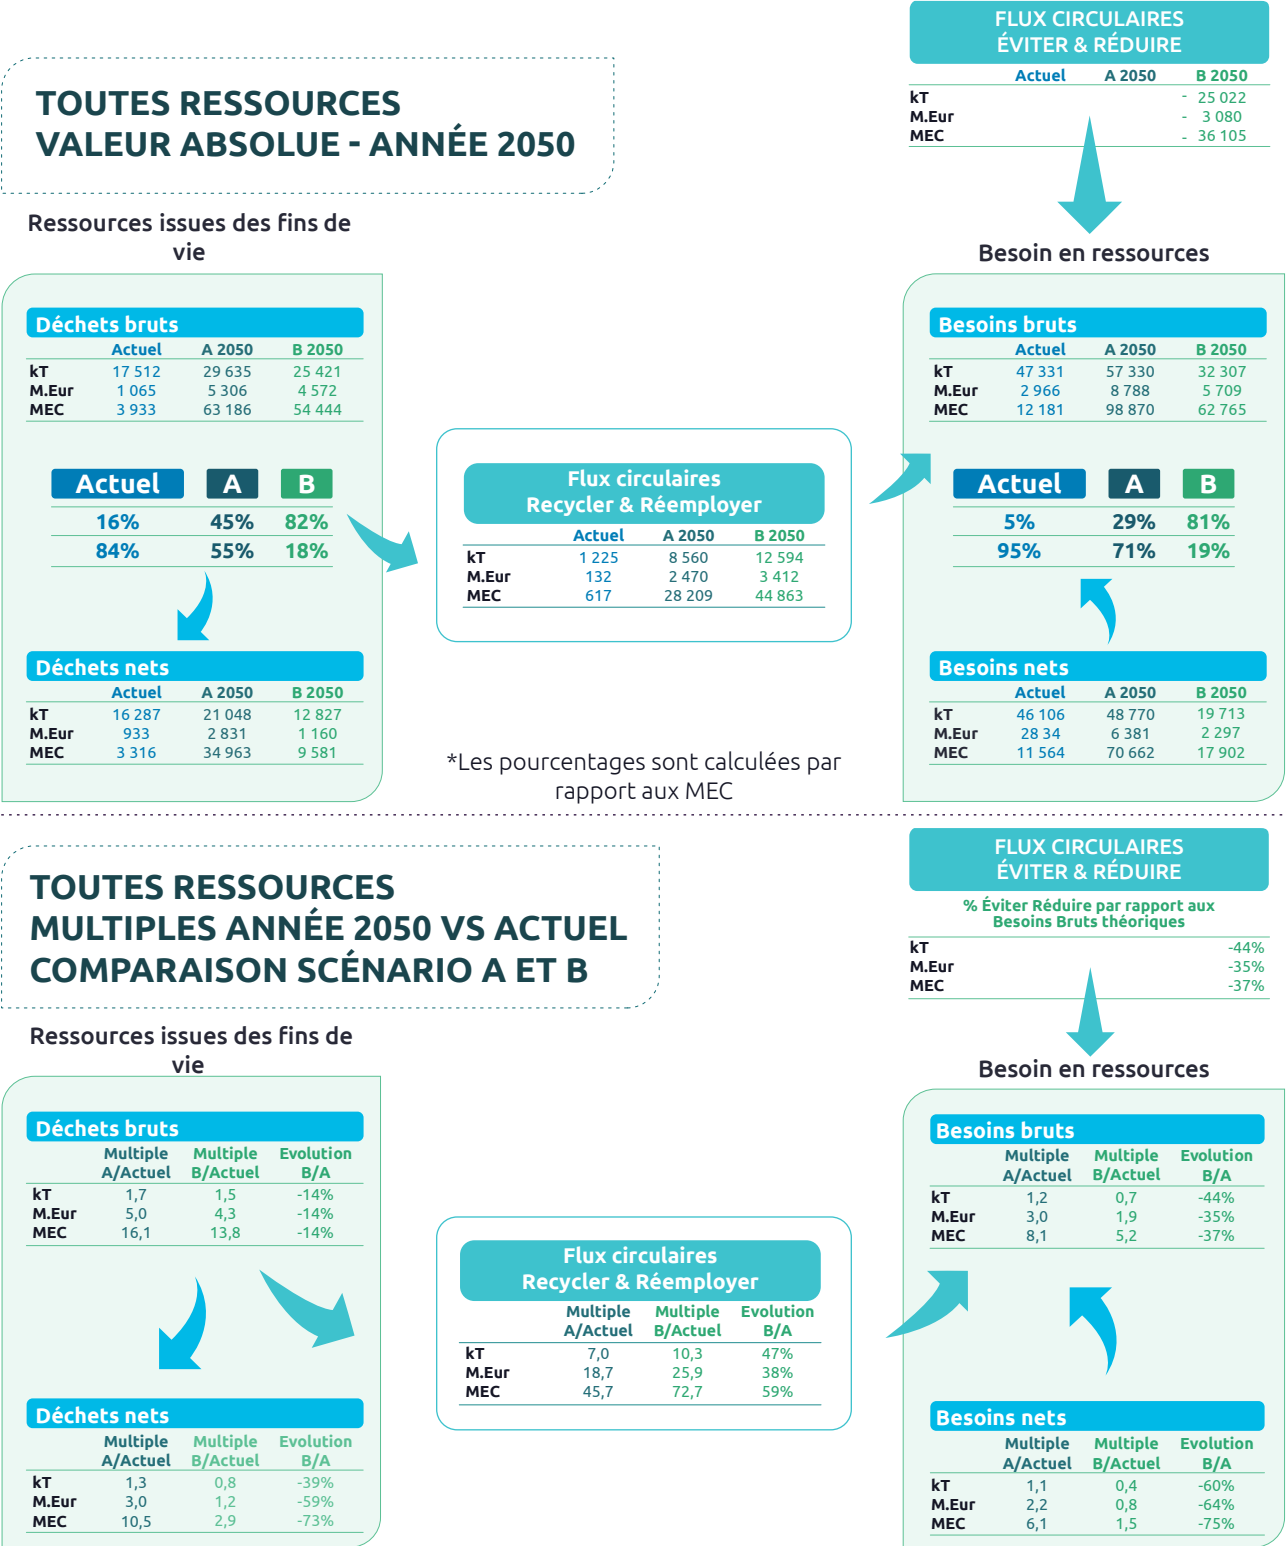 FLUX CIRCULAIRES
ÉVITER & RÉDUIRE
Actuel A 2050 B 2050
kT - 25 022
M.Eur - 3 080
MEC - 36 105
TOUTES RESSOURCES
VALEUR ABSOLUE - ANNÉE 2050
Ressources issues des fins de
vie
Déchets bruts
Actuel A 2050 B 2050
kT 17 512 29 635 25 421
M.Eur 1 065 5 306 4 572
MEC 3 933 63 186 54 444
Actuel A B
16% 45% 82%
84% 55% 18%
Déchets nets
Actuel A 2050 B 2050
kT 16 287 21 048 12 827
M.Eur 933 2 831 1 160
MEC 3 316 34 963 9 581
Flux circulaires
Recycler & Réemployer
Actuel A 2050 B 2050
kT 1 225 8 560 12 594
M.Eur 132 2 470 3 412
MEC 617 28 209 44 863
*Les pourcentages sont calculées par
rapport aux MEC
Besoin en ressources
Besoins bruts
Actuel A 2050 B 2050
kT 47 331 57 330 32 307
M.Eur 2 966 8 788 5 709
MEC 12 181 98 870 62 765
Actuel A B
5% 29% 81%
95% 71% 19%
Besoins nets
Actuel A 2050 B 2050
kT 46 106 48 770 19 713
M.Eur 28 34 6 381 2 297
MEC 11 564 70 662 17 902
TOUTES RESSOURCES
MULTIPLES ANNÉE 2050 VS ACTUEL
COMPARAISON SCÉNARIO A ET B
FLUX CIRCULAIRES
ÉVITER & RÉDUIRE
% Éviter Réduire par rapport aux
Besoins Bruts théoriques
kT -44%
M.Eur -35%
MEC -37%
Ressources issues des fins de
vie
Déchets bruts
Multiple Multiple Evolution
A/Actuel B/Actuel B/A
kT 1,7 1,5 -14%
M.Eur 5,0 4,3 -14%
MEC 16,1 13,8 -14%
Déchets nets
Multiple Multiple Evolution
A/Actuel B/Actuel B/A
kT 1,3 0,8 -39%
M.Eur 3,0 1,2 -59%
MEC 10,5 2,9 -73%
Flux circulaires
Recycler & Réemployer
Multiple Multiple Evolution
A/Actuel B/Actuel B/A
kT 7,0 10,3 47%
M.Eur 18,7 25,9 38%
MEC 45,7 72,7 59%
Besoin en ressources
Besoins bruts
Multiple Multiple Evolution
A/Actuel B/Actuel B/A
kT 1,2 0,7 -44%
M.Eur 3,0 1,9 -35%
MEC 8,1 5,2 -37%
Besoins nets
Multiple Multiple Evolution
A/Actuel B/Actuel B/A
kT 1,1 0,4 -60%
M.Eur 2,2 0,8 -64%
MEC 6,1 1,5 -75%